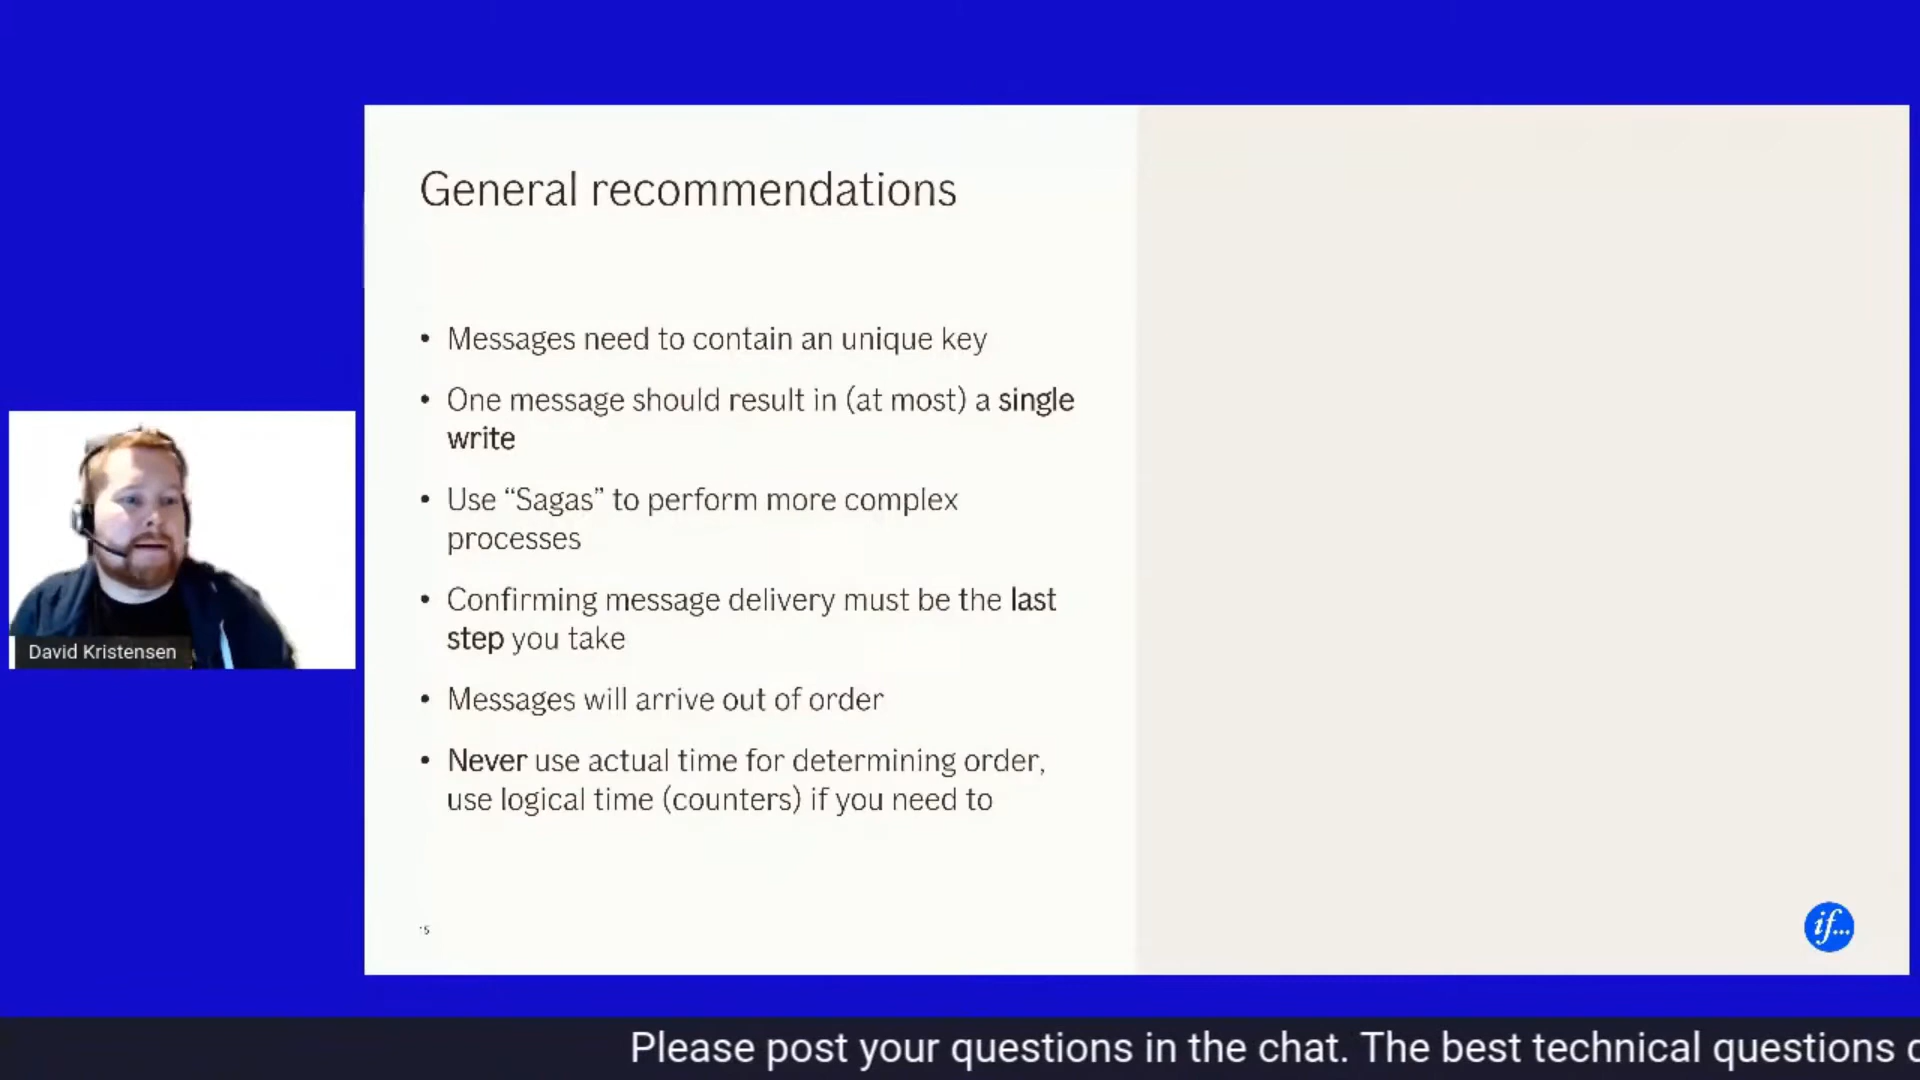 General recommendations
• Messages need to contain an unique key
• One message should result in (at most) a single
write
• Use “Sagas” to perform more complex
processes
• Confirming message delivery must be the last
step you take
• Messages will arrive out of order
• Never use actual time for determining order,
use logical time (counters) if you need to
David Kristensen
if...
Please post your questions in the chat. The best technical questions